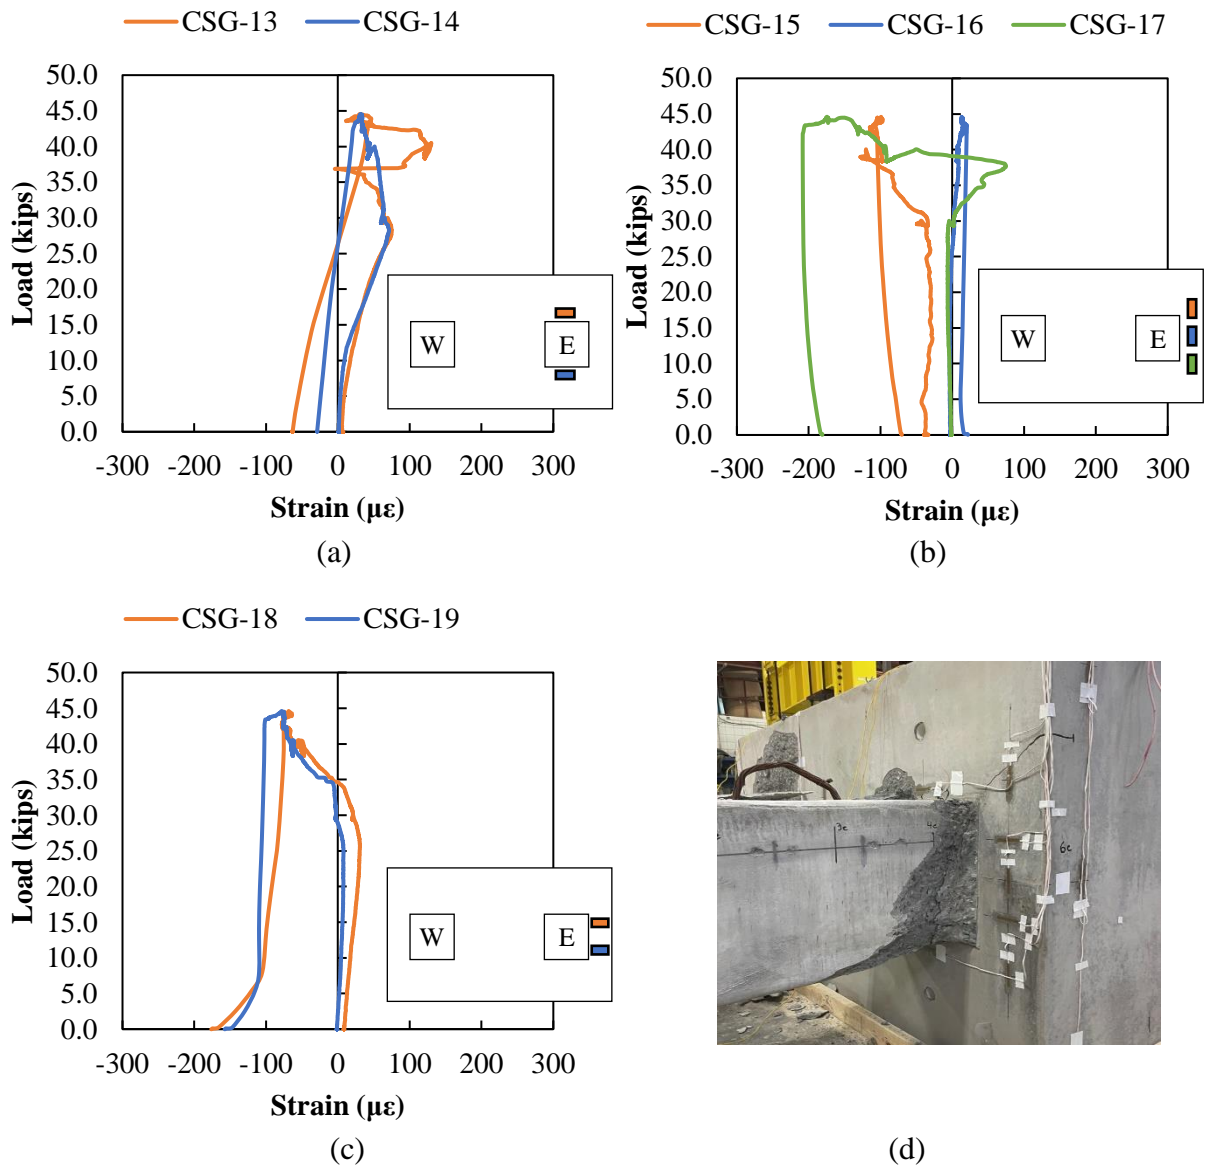 CSG-13 CSG-14
50.0
45.0
40.0
35.0
30.0
25.0
20.0
15.0
10.0
5.0
0.0
Load (kips)
W E
-300 -200 -100 0 100 200 300
Strain (με)
(a)
CSG-15 CSG-16 CSG-17
50.0
45.0
40.0
35.0
30.0
25.0
20.0
15.0
10.0
5.0
0.0
Load (kips)
W E
-300 -200 -100 0 100 200 300
Strain (με)
(b)
CSG-18 CSG-19
50.0
45.0
40.0
35.0
30.0
25.0
20.0
15.0
10.0
5.0
0.0
Load (kips)
W E
-300 -200 -100 0 100 200 300
Strain (με)
(c)
3e 4e
6e
(d)